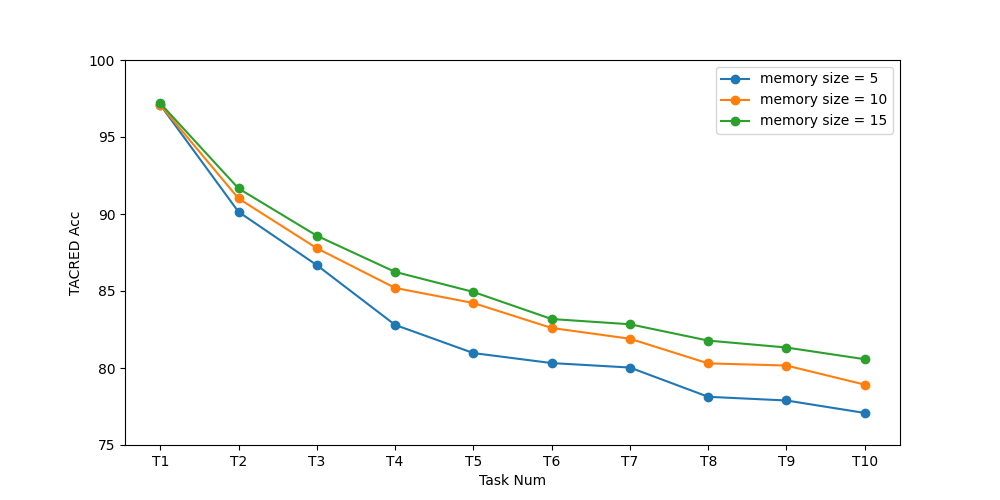 100
95
90
85
80
75
TACRED Acc
memory size = 5
memory size = 10
memory size = 15
T1 T2 T3 T4 T5 T6 T7 T8 T9 T10
Task Num